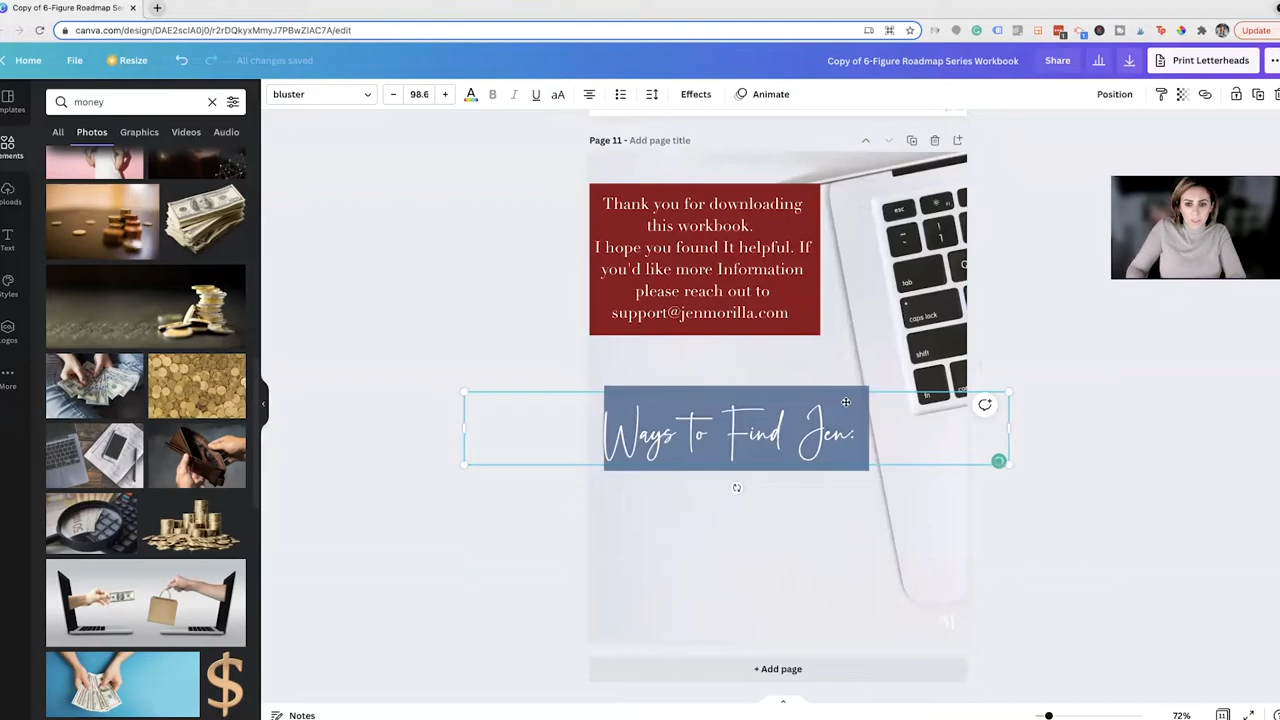 Copy of 6-Figure Roadmap Se
canva.com/design/DAE2sclA0j0/r2rDQkyxMmyJ7PBwZIAC7A/edit
Update
Home
File
Resize
All changes saved
Copy of 6-Figure Roadmap Series Workbook
Share
Print Letterheads
bluster
98.6
B
I
U
aA
Effects
Animate
Position
money
All
Photos
Graphics
Videos
Audio
Page 11 - Add page title
Thank you for downloading
this workbook.
I hope you found It helpful. If
you'd like more Information
please reach out to
support@jenmorilla.com
Ways to Find Jen:
esc
tab
caps lock
shift
fn
+ Add page
Text
More
Notes
72%
11